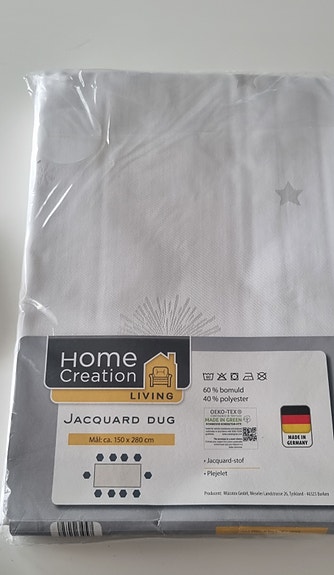 Home
Creation
LIVING
JACQUARD DUG
Mål: ca. 150 x 280 cm
60 % bomuld
40 % polyester
OEKO-TEX®
MADE IN GREEN
MADE IN
GERMANY
• Jacquard-stof
• Plejelet
Producent: